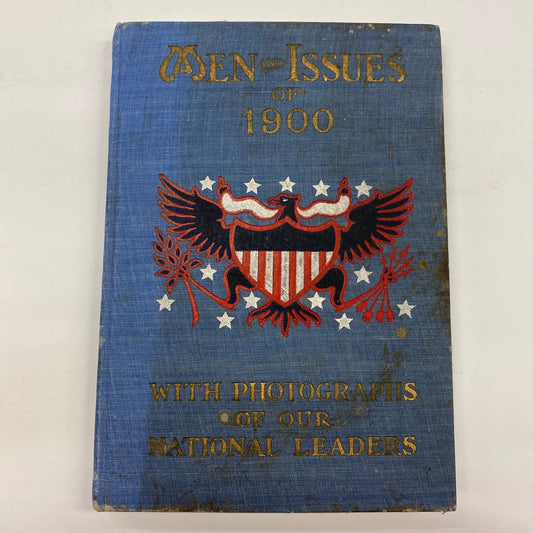 MEN AND ISSUES
OF
1900
WITH PHOTOGRAPHS
OF OUR
NATIONAL LEADERS